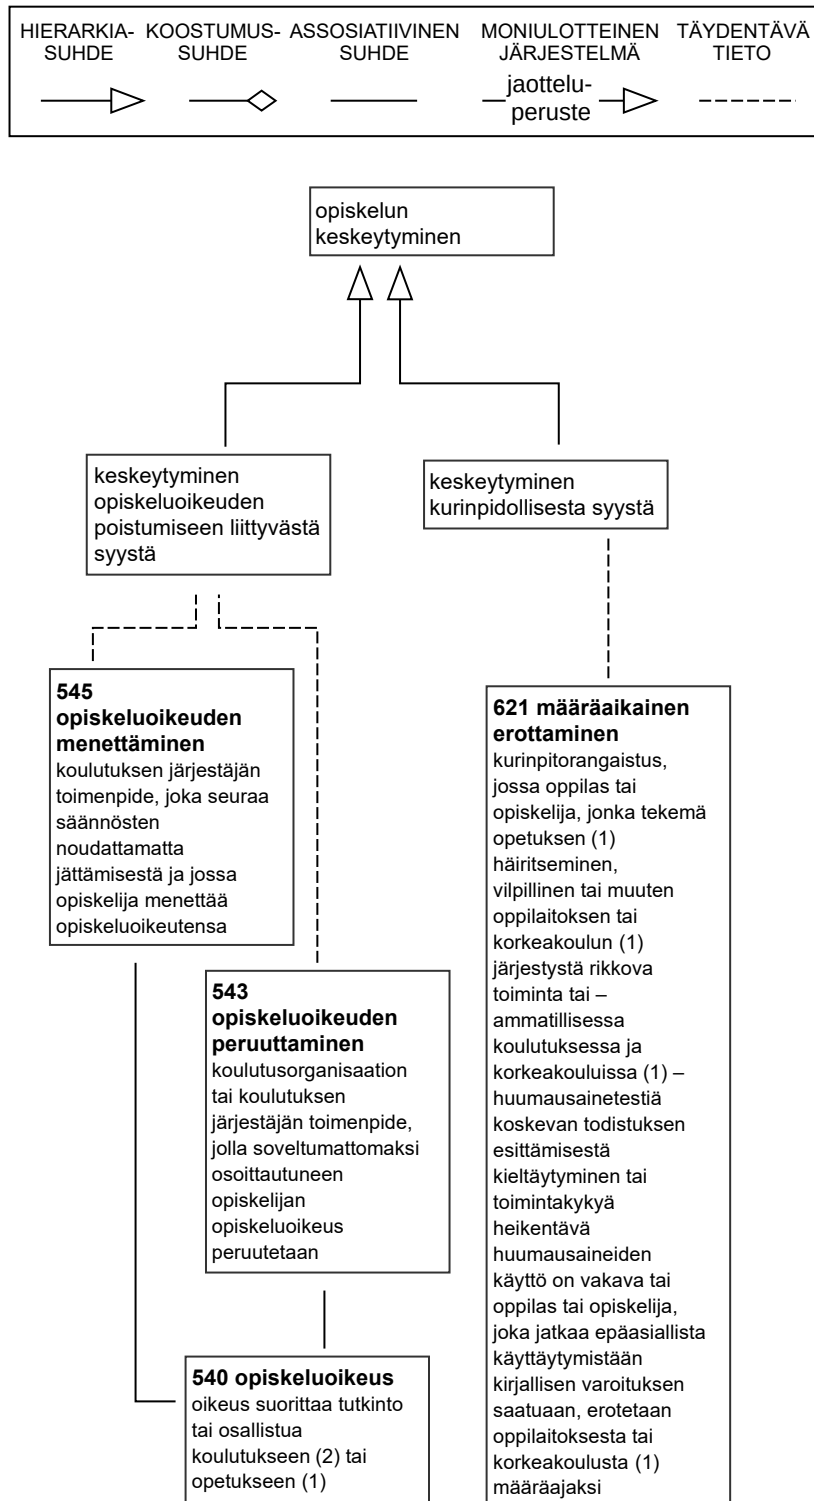 HIERARKIA-
SUHDE
KOOSTUMUS-
SUHDE
ASSOSIATIIVINEN
SUHDE
MONIULOTTEINEN
JÄRJESTELMÄ
TÄYDENTÄVÄ
TIETO
jaottelu-
peruste
opiskelun
keskeytyminen
keskeytyminen
opiskeluoikeuden
poistumiseen liittyvästä
syystä
keskeytyminen
kurinpidollisesta syystä
545
opiskeluoikeuden
menettäminen
koulutuksen järjestäjän
toimenpide, joka seuraa
säännösten
noudattamatta
jättämisestä ja jossa
opiskelija menettää
opiskeluoikeutensa
543
opiskeluoikeuden
peruuttaminen
koulutusorganisaation
tai koulutuksen
järjestäjän toimenpide,
jolla soveltumattomaksi
osoittautuneen
opiskelijan
opiskeluoikeus
peruutetaan
540 opiskeluoikeus
oikeus suorittaa tutkinto
tai osallistua
koulutukseen (2) tai
opetukseen (1)
621 määräaikainen
erottaminen
kurinpitorangaistus,
jossa oppilas tai
opiskelija, jonka tekemä
opetuksen (1)
häiritseminen,
vilpillinen tai muuten
oppilaitoksen tai
korkeakoulun (1)
järjestystä rikkova
toiminta tai –
ammatillisessa
koulutuksessa ja
korkeakouluissa (1) –
huumausainetestiä
koskevan todistuksen
esittämisestä
kieltäytyminen tai
toimintakykyä
heikentävä
huumausaineiden
käyttö on vakava tai
oppilas tai opiskelija,
joka jatkaa epäasiallista
käyttäytymistään
kirjallisen varoituksen
saatuaan, erotetaan
oppilaitoksesta tai
korkeakoulusta (1)
määräajaksi